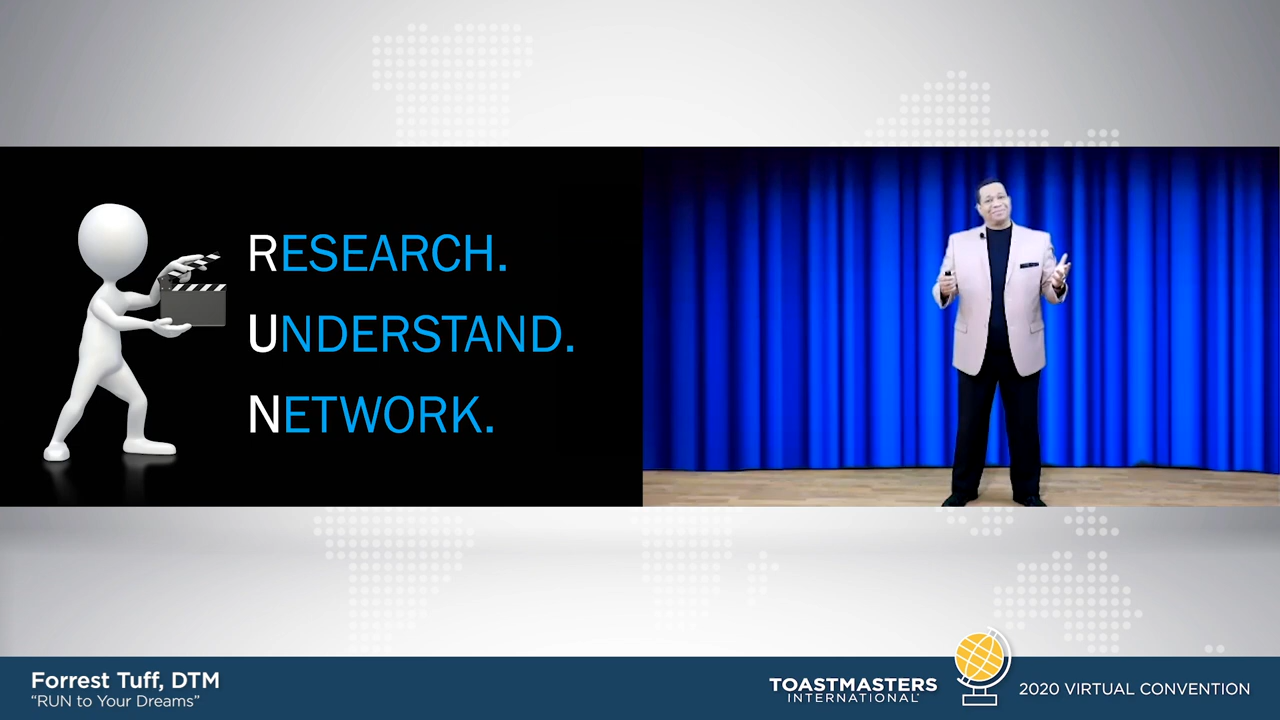 RESEARCH.
UNDERSTAND.
NETWORK.
Forrest Tuff, DTM
“RUN to Your Dreams”
TOASTMASTERS
INTERNATIONAL
2020 VIRTUAL CONVENTION